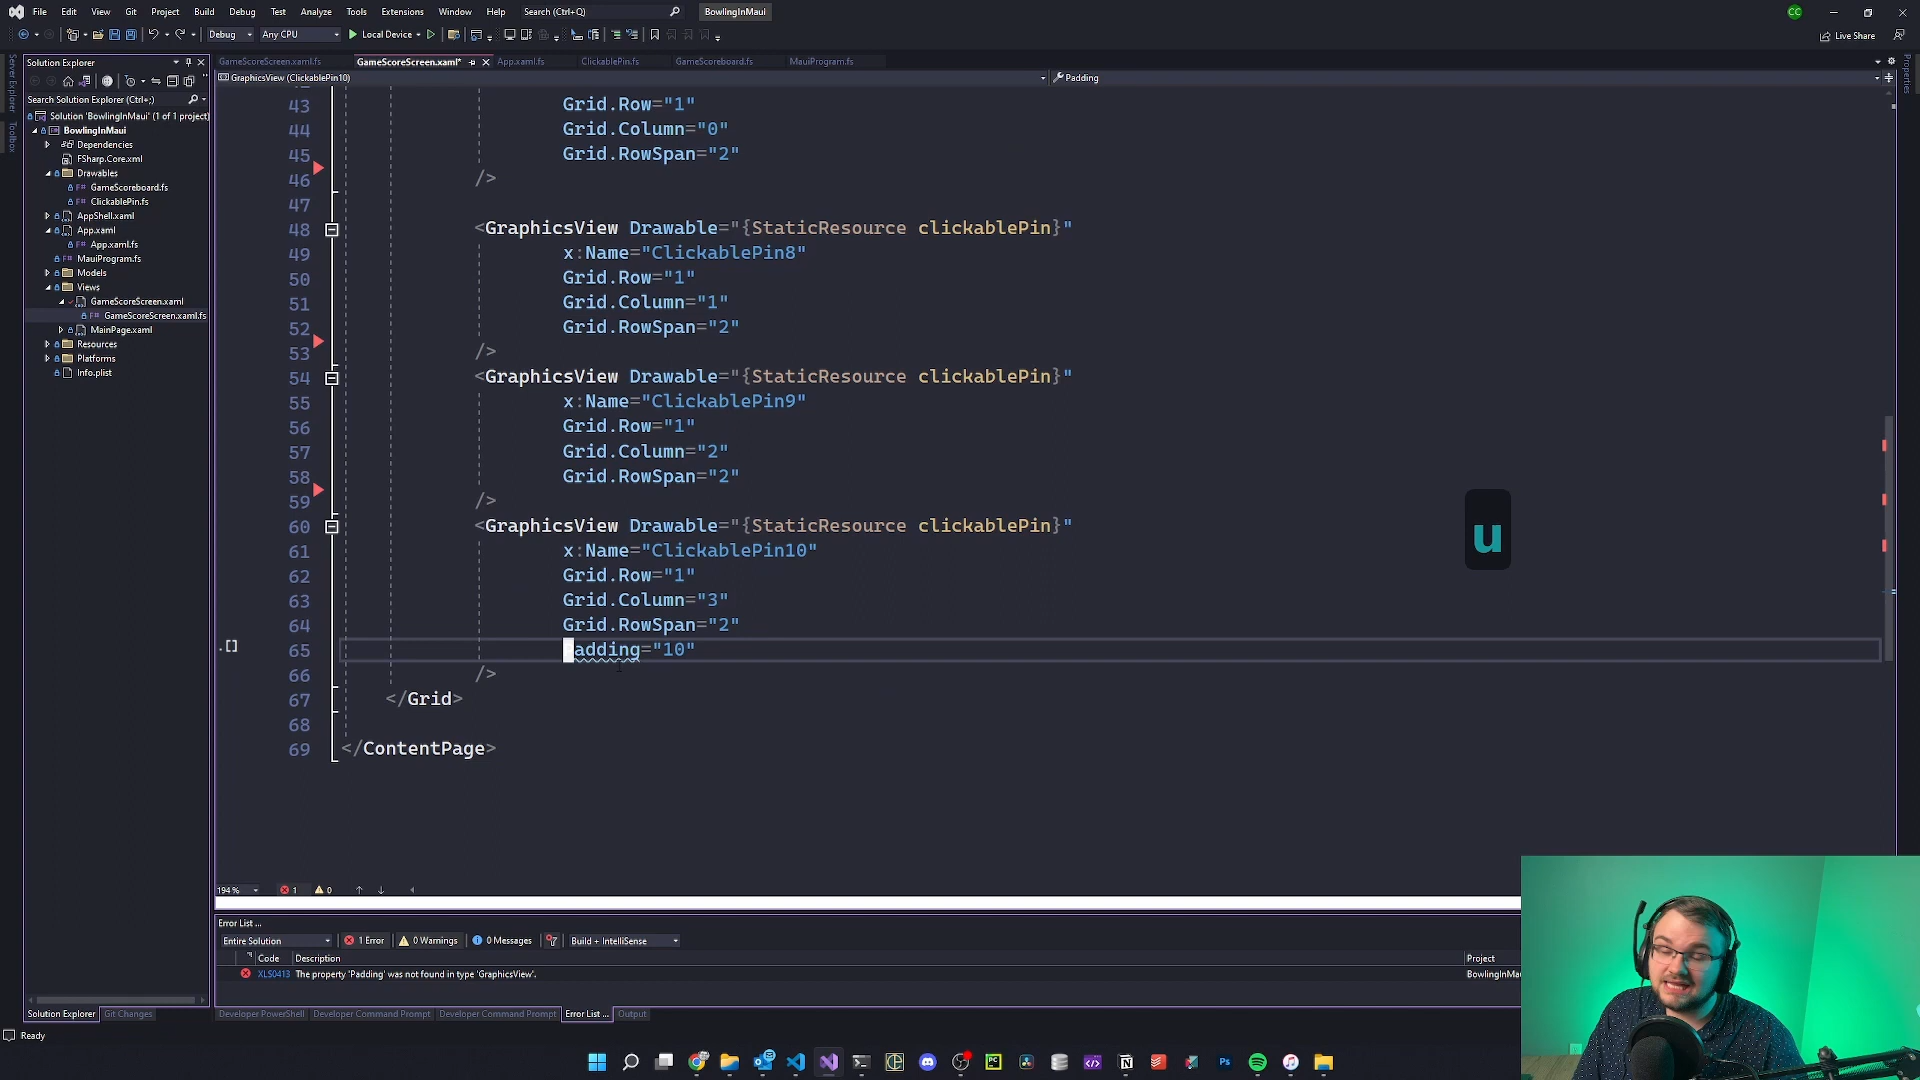 File Edit View Git Project Build Debug Test Analyze Tools Extensions Window Help Search (Ctrl+Q) BowlingInMaui CC
Debug Any CPU Local Device Live Share
Solution Explorer
GameScoreScreen.xaml.fs GameScoreScreen.xaml* App.xaml.fs ClickablePin.fs GameScoreboard.fs MauiProgram.fs
GraphicsView (ClickablePin10) Padding
Server Explorer
Toolbox
Properties
Search Solution Explorer (Ctrl+;)
Solution 'BowlingInMaui' (1 of 1 project)
BowlingInMaui
Dependencies
FSharp.Core.xml
Drawables
GameScoreboard.fs
ClickablePin.fs
AppShell.xaml
App.xaml
App.xaml.fs
MauiProgram.fs
Models
Views
GameScoreScreen.xaml
GameScoreScreen.xaml.fs
MainPage.xaml
Resources
Platforms
Info.plist
43 Grid.Row="1"
44 Grid.Column="0"
45 Grid.RowSpan="2"
46 />
47
48 <GraphicsView Drawable="{StaticResource clickablePin}"
49 x:Name="ClickablePin8"
50 Grid.Row="1"
51 Grid.Column="1"
52 Grid.RowSpan="2"
53 />
54 <GraphicsView Drawable="{StaticResource clickablePin}"
55 x:Name="ClickablePin9"
56 Grid.Row="1"
57 Grid.Column="2"
58 Grid.RowSpan="2"
59 />
60 <GraphicsView Drawable="{StaticResource clickablePin}"
61 x:Name="ClickablePin10"
62 Grid.Row="1"
63 Grid.Column="3"
64 Grid.RowSpan="2"
65 Padding="10"
66 />
67 </Grid>
68
69 </ContentPage>
u
194 % 1 0
Error List ...
Entire Solution 1 Error 0 Warnings 0 Messages Build + IntelliSense
Code Description Project
XLS0413 The property 'Padding' was not found in type 'GraphicsView'. BowlingInMau
Solution Explorer Git Changes Developer PowerShell Developer Command Prompt Developer Command Prompt Error List ... Output
Ready